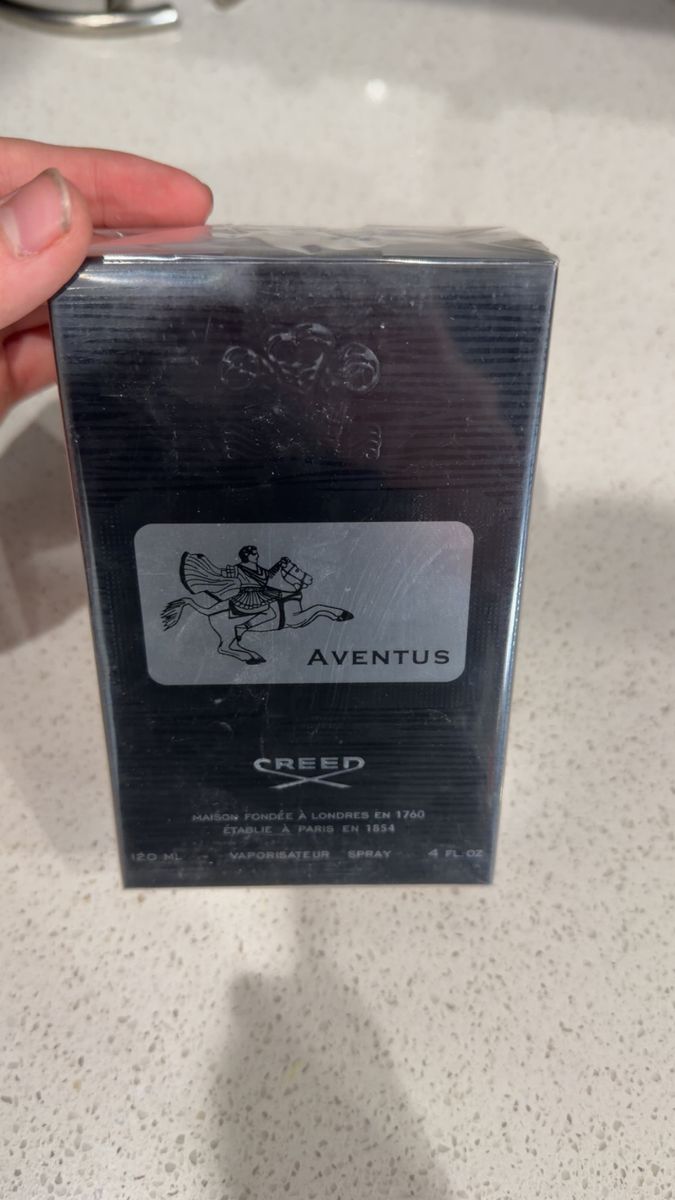 AVENTUS
CREED
MAISON FONDÉE À LONDRES EN 1760
ÉTABLIE À PARIS EN 1854
120 ML VAPORISATEUR SPRAY 4 FL. OZ